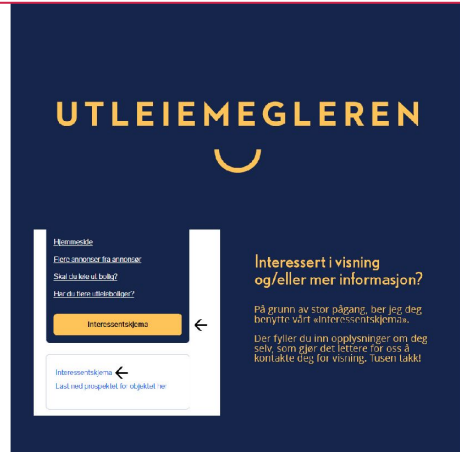 UTLEIEMEGLEREN
Hjemmeside
Flere annonser fra annonsør
Skal du leie ut bolig?
Har du flere utleieboliger?
Interessentskjema
Interessentskjema
Last ned prospektet for objektet her
Interessert i visning
og/eller mer informasjon?
På grunn av stor pågang, ber jeg deg
benytte vårt «Interessentskjema».
Der fyller du inn opplysninger om deg
selv, som gjør det lettere for oss å
kontakte deg for visning. Tusen takk!